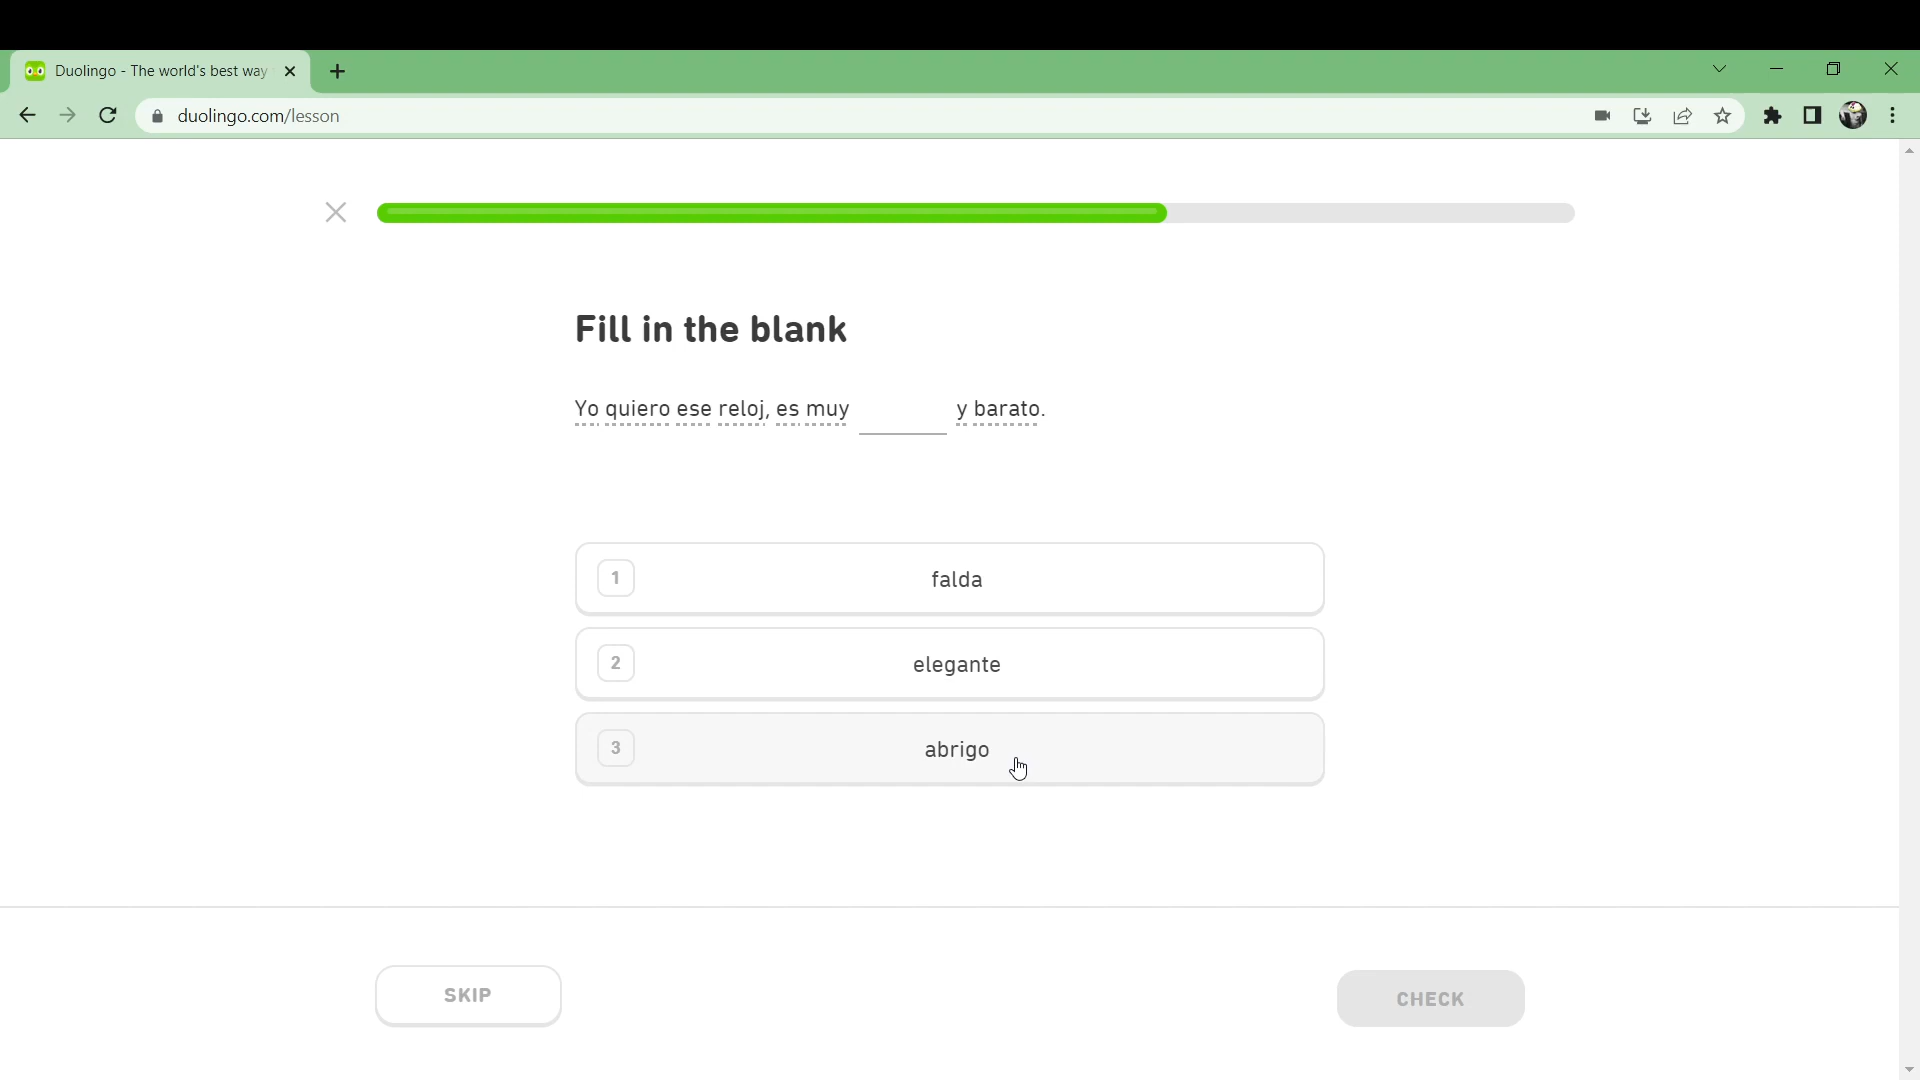 Duolingo - The world's best way
duolingo.com/lesson
Fill in the blank
Yo quiero ese reloj, es muy y barato.
1 falda
2 elegante
3 abrigo
SKIP
CHECK